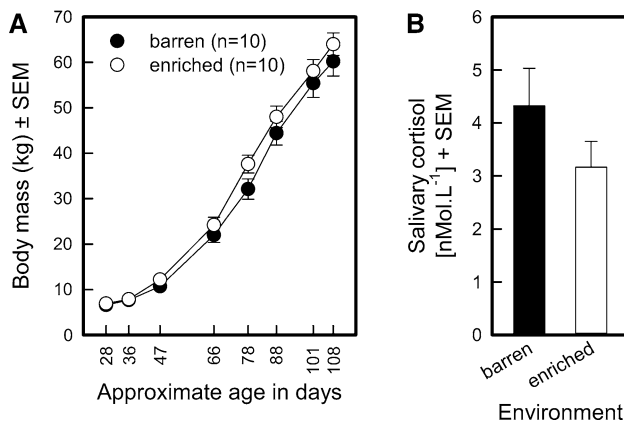 A
Body mass (kg) ± SEM
70
60
50
40
30
20
10
0
barren (n=10)
enriched (n=10)
28
36
47
66
78
88
101
108
Approximate age in days
B
Salivary cortisol
[nMol.L⁻¹] + SEM
6
5
4
3
2
1
0
barren
enriched
Environment